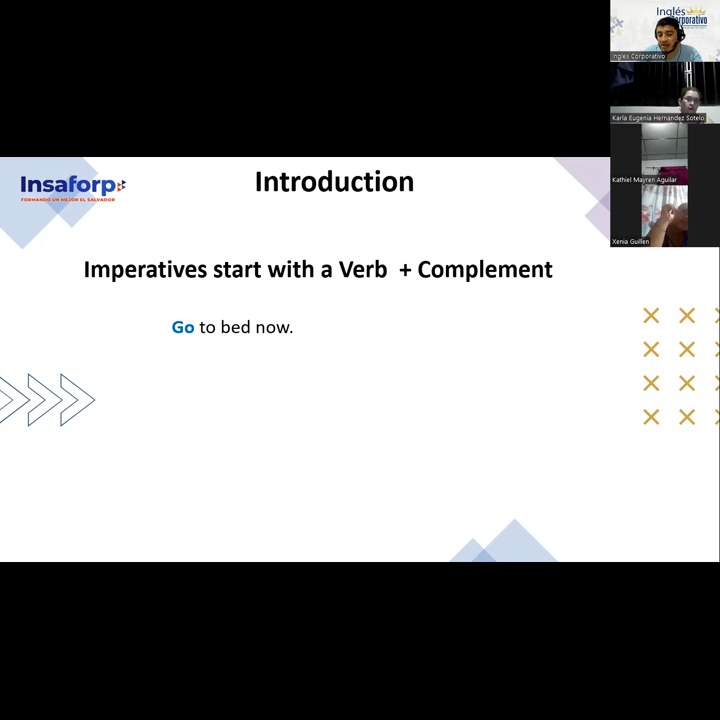 Inglés
Corporativo
Ingles Corporativo
Karla Eugenia Hernandez Sotelo
Kathiel Mayren Aguilar
Xenia Guillen
Insaforp
FORMANDO UN MEJOR EL SALVADOR
Introduction
Imperatives start with a Verb + Complement
Go to bed now.